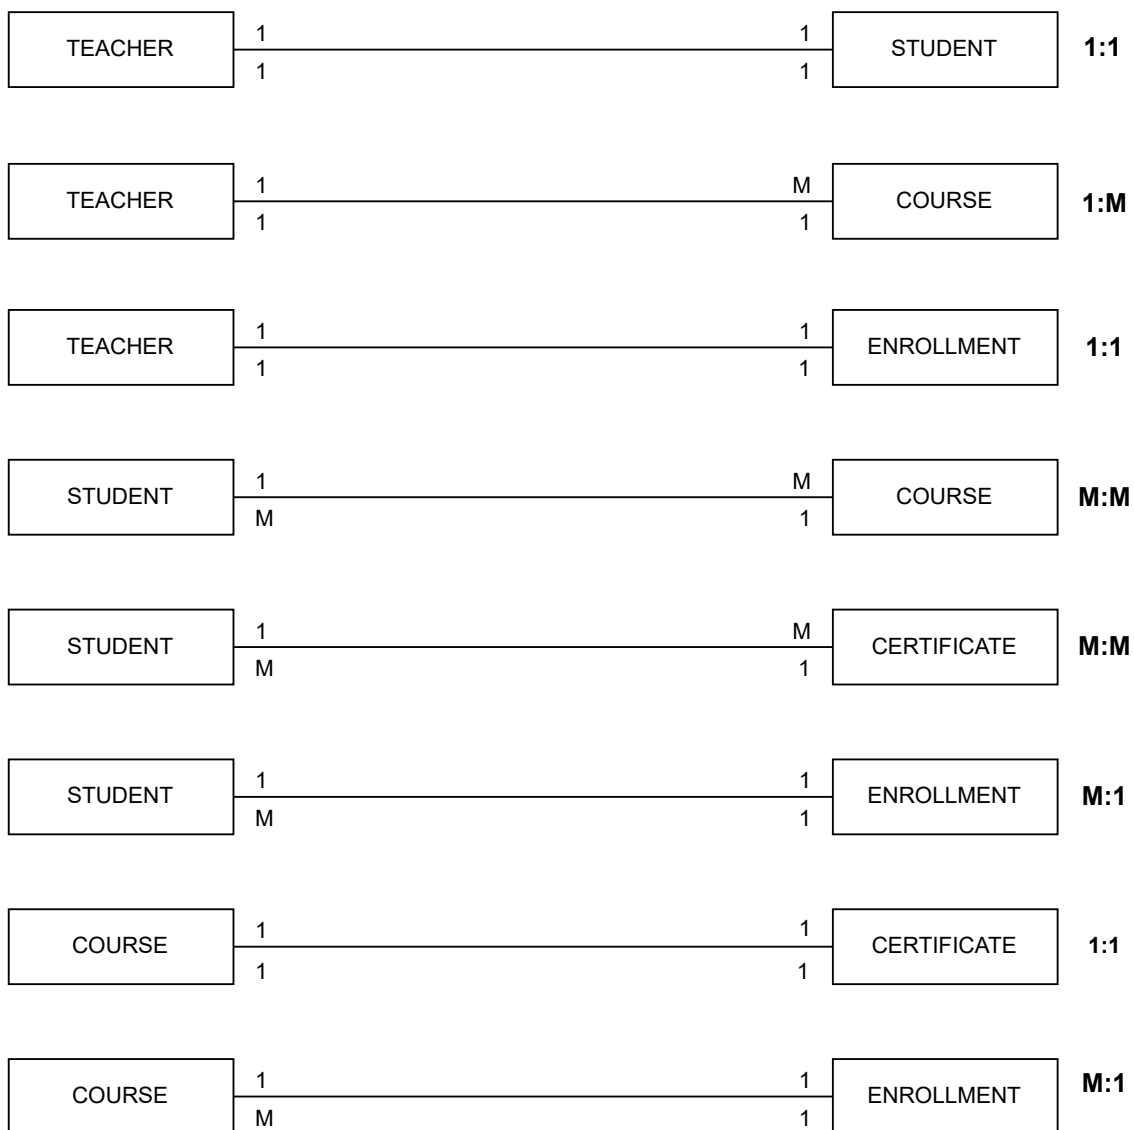 1 1
TEACHER STUDENT 1:1
1 1
1 M
TEACHER COURSE 1:M
1 1
1 1
TEACHER ENROLLMENT 1:1
1 1
1 M
STUDENT COURSE M:M
M 1
1 M
STUDENT CERTIFICATE M:M
M 1
1 1
STUDENT ENROLLMENT M:1
M 1
1 1
COURSE CERTIFICATE 1:1
1 1
1 1 M:1
COURSE ENROLLMENT
M 1